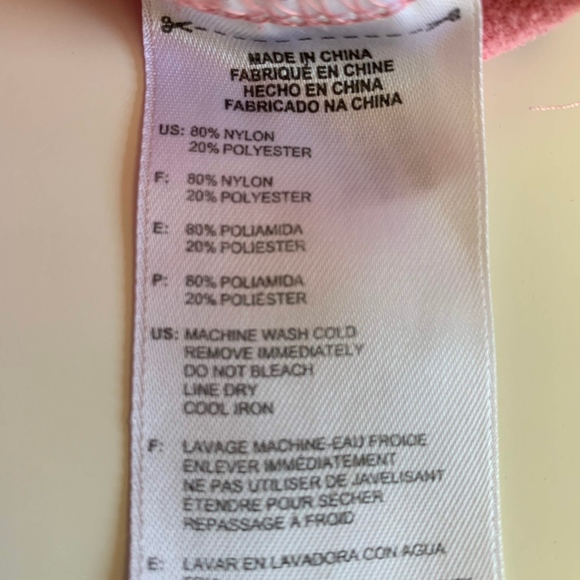 MADE IN CHINA
FABRIQUÉ EN CHINE
HECHO EN CHINA
FABRICADO NA CHINA
US: 80% NYLON
20% POLYESTER
F: 80% NYLON
20% POLYESTER
E: 80% POLIAMIDA
20% POLIESTER
P: 80% POLIAMIDA
20% POLIÉSTER
US: MACHINE WASH COLD
REMOVE IMMEDIATELY
DO NOT BLEACH
LINE DRY
COOL IRON
F: LAVAGE MACHINE-EAU FROIDE
ENLEVER IMMÉDIATEMENT
NE PAS UTILISER DE JAVELISANT
ÉTENDRE POUR SÉCHER
REPASSAGE À FROID
E: LAVAR EN LAVADORA CON AGUA